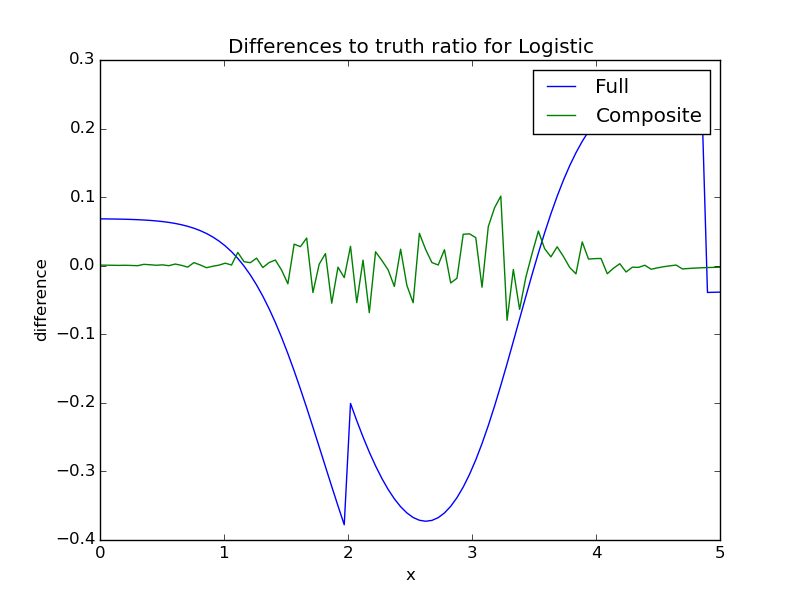 Differences to truth ratio for Logistic
Full
Composite
0.3
0.2
0.1
0.0
−0.1
−0.2
−0.3
−0.4
difference
0 1 2 3 4 5
x